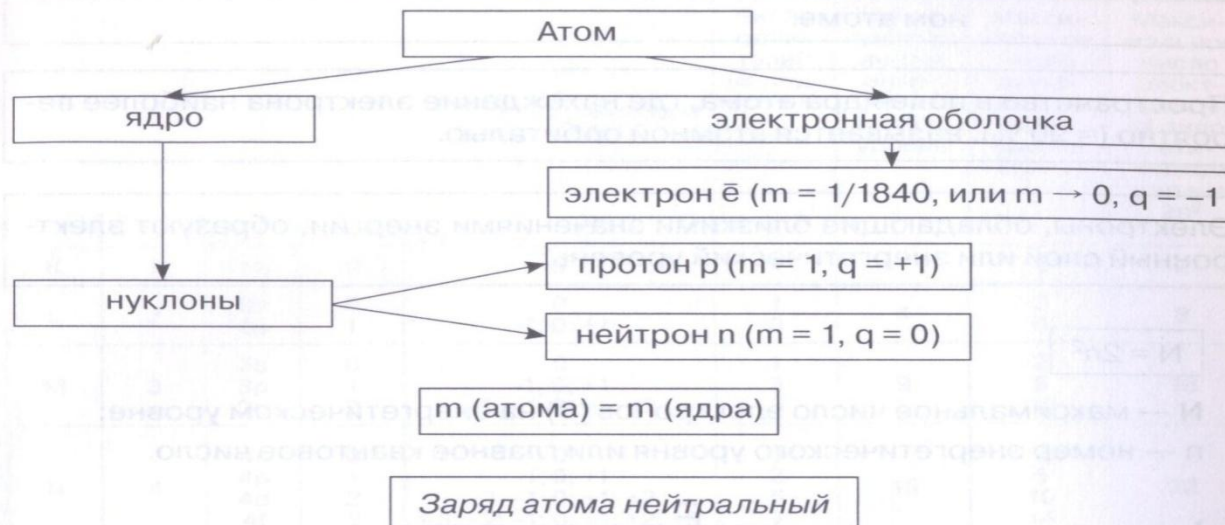 Атом
ядро
электронная оболочка
электрон ē (m = 1/1840, или m → 0, q = –1
протон p (m = 1, q = +1)
нуклоны
нейтрон n (m = 1, q = 0)
N = 2n²
m (атома) = m (ядра)
Заряд атома нейтральный